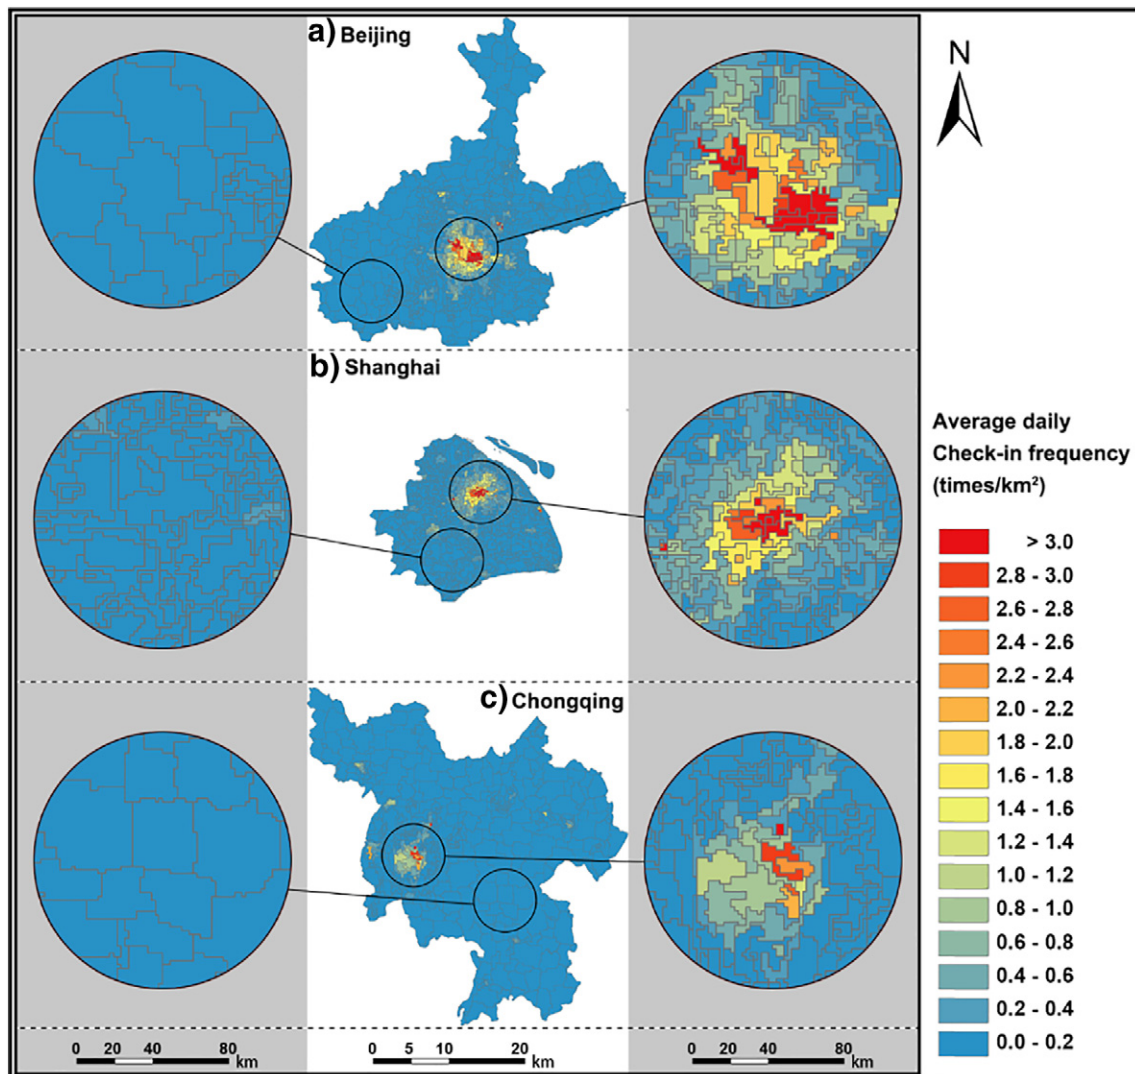 a) Beijing
N
b) Shanghai
Average daily
Check-in frequency
(times/km²)
> 3.0
2.8 - 3.0
2.6 - 2.8
2.4 - 2.6
2.2 - 2.4
2.0 - 2.2
1.8 - 2.0
1.6 - 1.8
1.4 - 1.6
1.2 - 1.4
1.0 - 1.2
0.8 - 1.0
0.6 - 0.8
0.4 - 0.6
0.2 - 0.4
0.0 - 0.2
c) Chongqing
0 20 40 80 km
0 5 10 20 km
0 20 40 80 km